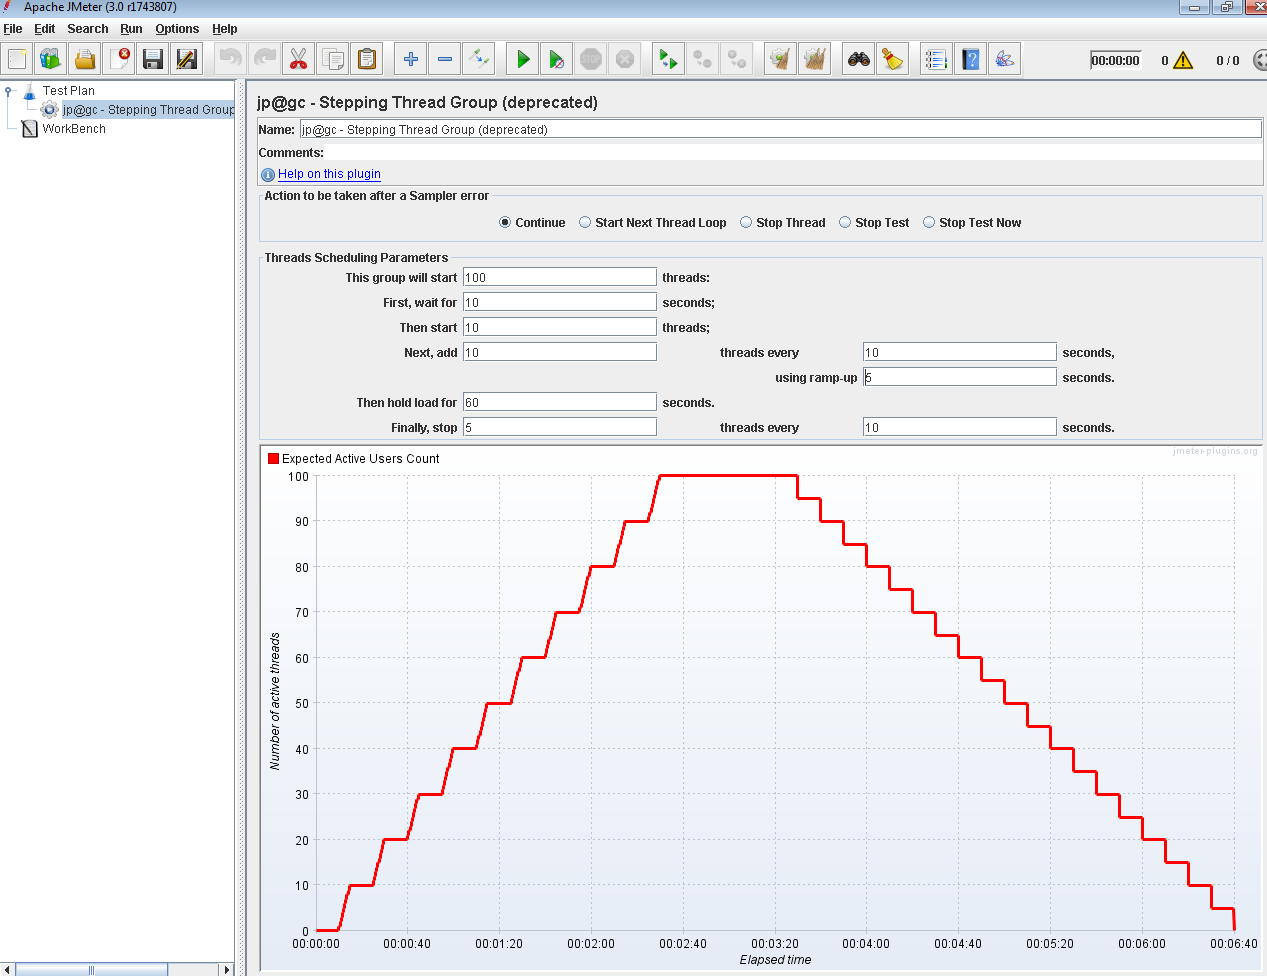 Apache JMeter (3.0 r1743807)
File Edit Search Run Options Help
00:00:00 0 0 / 0
Test Plan
jp@gc - Stepping Thread Group
WorkBench
jp@gc - Stepping Thread Group (deprecated)
Name: jp@gc - Stepping Thread Group (deprecated)
Comments:
Help on this plugin
Action to be taken after a Sampler error
Continue Start Next Thread Loop Stop Thread Stop Test Stop Test Now
Threads Scheduling Parameters
This group will start 100 threads:
First, wait for 10 seconds;
Then start 10 threads;
Next, add 10 threads every 10 seconds,
using ramp-up 5 seconds.
Then hold load for 60 seconds.
Finally, stop 5 threads every 10 seconds.
jmeter-plugins.org
Expected Active Users Count
100
90
80
70
60
50
40
30
20
10
0
Number of active threads
00:00:00 00:00:40 00:01:20 00:02:00 00:02:40 00:03:20 00:04:00 00:04:40 00:05:20 00:06:00 00:06:40
Elapsed time